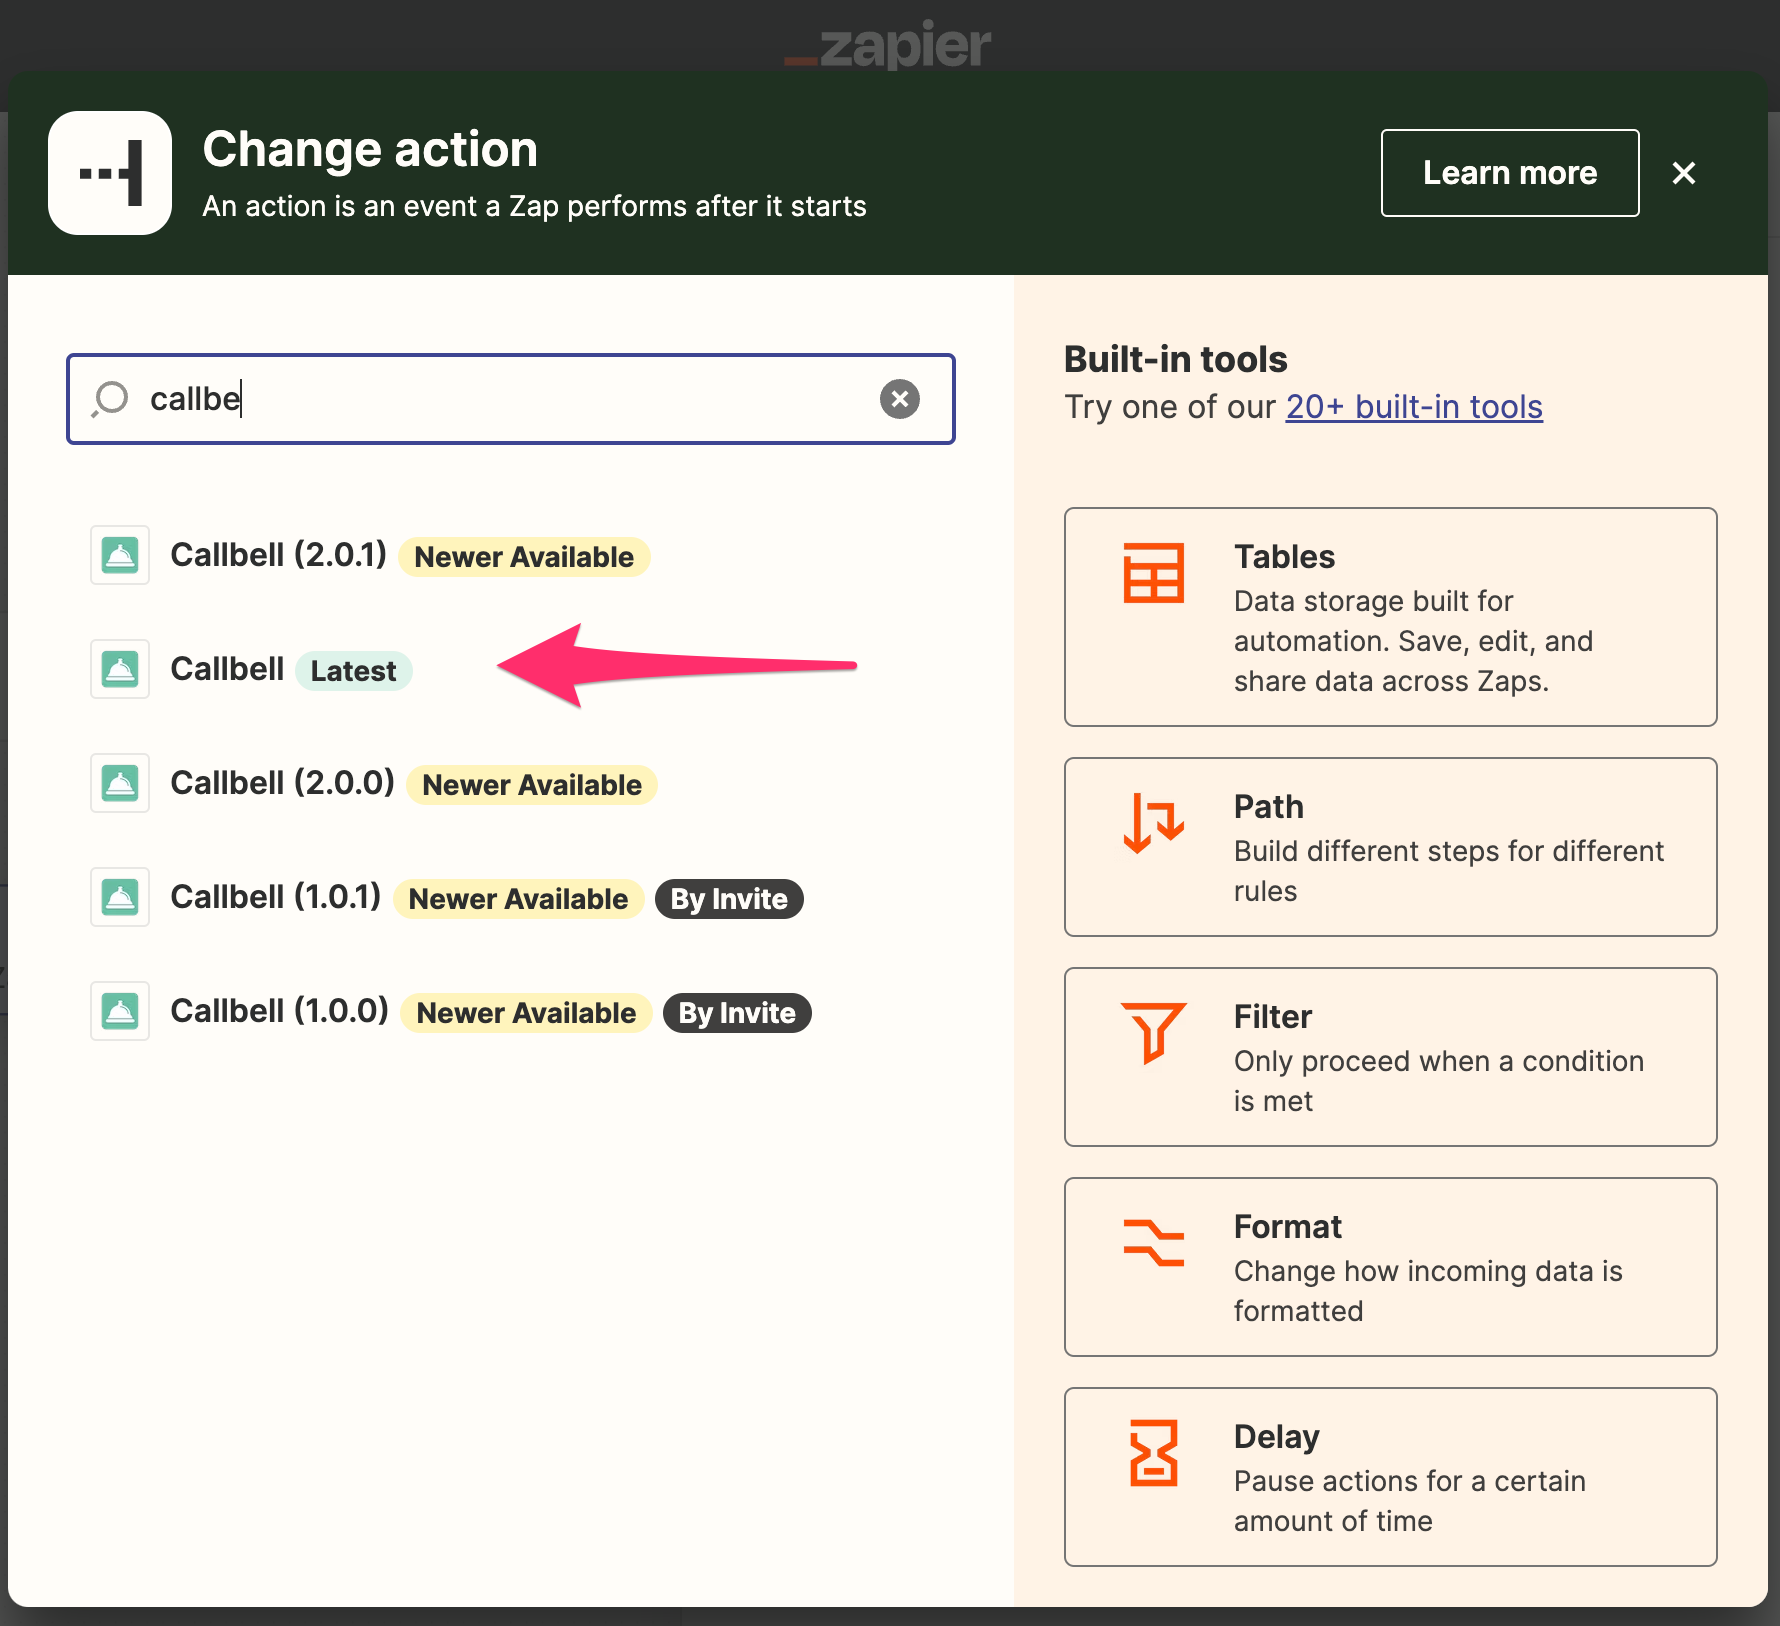 zapier
Change action
An action is an event a Zap performs after it starts
Learn more
callbe
Callbell (2.0.1) Newer Available
Callbell Latest
Callbell (2.0.0) Newer Available
Callbell (1.0.1) Newer Available By Invite
Callbell (1.0.0) Newer Available By Invite
Built-in tools
Try one of our 20+ built-in tools
Tables
Data storage built for
automation. Save, edit, and
share data across Zaps.
Path
Build different steps for different
rules
Filter
Only proceed when a condition
is met
Format
Change how incoming data is
formatted
Delay
Pause actions for a certain
amount of time